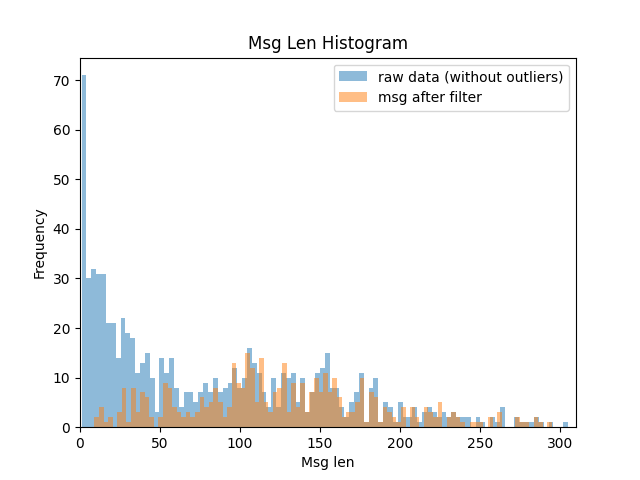 Msg Len Histogram
raw data (without outliers)
msg after filter
Frequency
70
60
50
40
30
20
10
0
0 50 100 150 200 250 300
Msg len